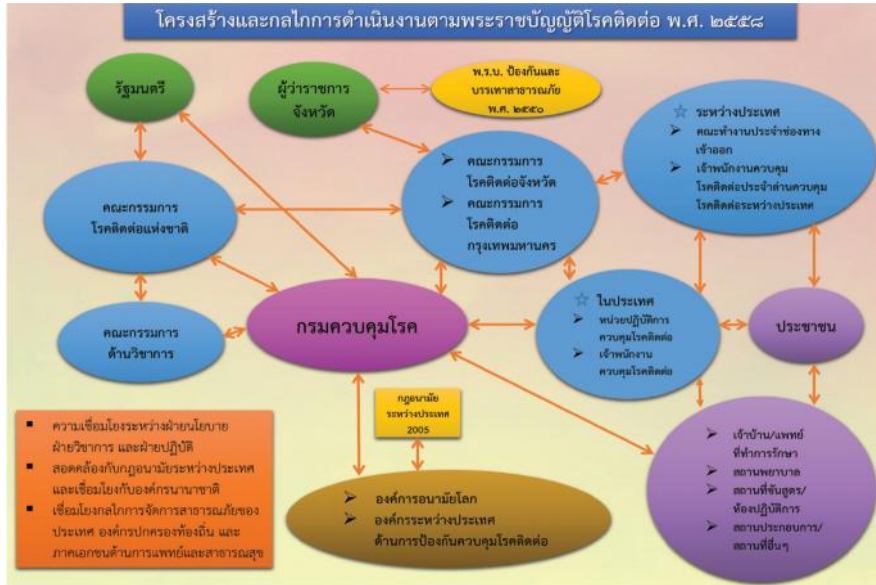 โครงสร้างและกลไกการดำเนินงานตามพระราชบัญญัติโรคติดต่อ พ.ศ. ๒๕๕๘
รัฐมนตรี
ผู้ว่าราชการ
จังหวัด
พ.ร.บ. ป้องกันและ
บรรเทาสาธารณภัย
พ.ศ. ๒๕๕๐
☆ ระหว่างประเทศ
➢ คณะทำงานประจำช่องทาง
เข้าออก
➢ เจ้าพนักงานควบคุม
โรคติดต่อประจำด่านควบคุม
โรคติดต่อระหว่างประเทศ
➢ คณะกรรมการ
โรคติดต่อจังหวัด
➢ คณะกรรมการ
โรคติดต่อ
กรุงเทพมหานคร
คณะกรรมการ
โรคติดต่อแห่งชาติ
คณะกรรมการ
ด้านวิชาการ
กรมควบคุมโรค
☆ ในประเทศ
➢ หน่วยปฏิบัติการ
ควบคุมโรคติดต่อ
➢ เจ้าพนักงาน
ควบคุมโรคติดต่อ
ประชาชน
กฎอนามัย
ระหว่างประเทศ
2005
▪ ความเชื่อมโยงระหว่างฝ่ายนโยบาย
ฝ่ายวิชาการ และฝ่ายปฏิบัติ
▪ สอดคล้องกับกฎอนามัยระหว่างประเทศ
และเชื่อมโยงกับองค์กรนานาชาติ
▪ เชื่อมโยงกลไกการจัดการสาธารณภัยของ
ประเทศ องค์กรปกครองท้องถิ่น และ
ภาคเอกชนด้านการแพทย์และสาธารณสุข
➢ องค์การอนามัยโลก
➢ องค์กรระหว่างประเทศ
ด้านการป้องกันควบคุมโรคติดต่อ
➢ เจ้าบ้าน/แพทย์
ที่ทำการรักษา
➢ สถานพยาบาล
➢ สถานที่ชันสูตร/
ห้องปฏิบัติการ
➢ สถานประกอบการ/
สถานที่อื่นๆ